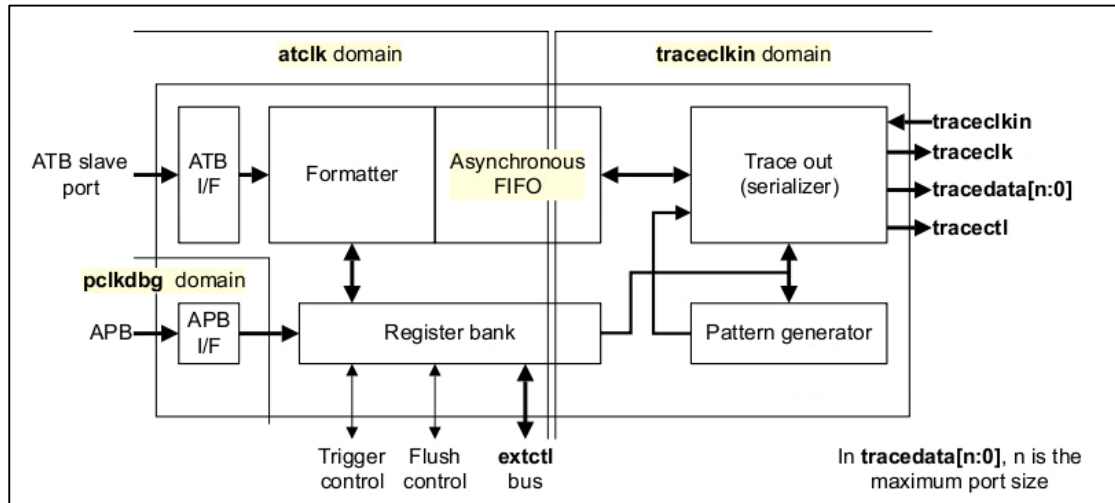 atclk domain
traceclkin domain
ATB slave
port
ATB
I/F
Formatter
Asynchronous
FIFO
Trace out
(serializer)
traceclkin
traceclk
tracedata[n:0]
tracectl
pclkdbg domain
APB
APB
I/F
Register bank
Pattern generator
Trigger
control
Flush
control
extctl
bus
In tracedata[n:0], n is the
maximum port size